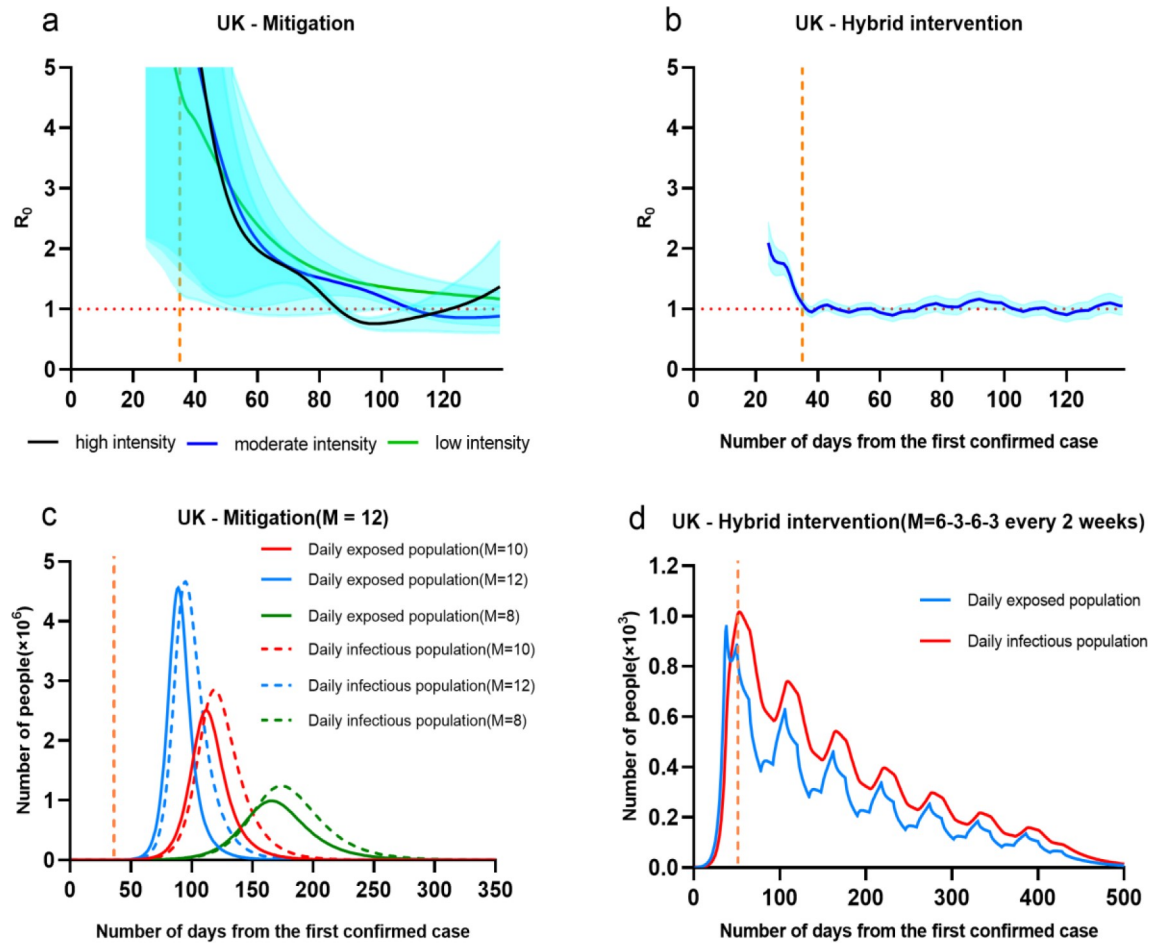 a
UK - Mitigation
5
4
3
2
1
0
R0
0 20 40 60 80 100 120
high intensity moderate intensity low intensity
b
UK - Hybrid intervention
5
4
3
2
1
0
R0
0 20 40 60 80 100 120
Number of days from the first confirmed case
c
UK - Mitigation(M = 12)
Daily exposed population(M=10)
Daily exposed population(M=12)
Daily exposed population(M=8)
Daily infectious population(M=10)
Daily infectious population(M=12)
Daily infectious population(M=8)
5
4
3
2
1
0
Number of people(×10⁶)
0 50 100 150 200 250 300 350
Number of days from the first confirmed case
d
UK - Hybrid intervention(M=6-3-6-3 every 2 weeks)
Daily exposed population
Daily infectious population
1.2
1.0
0.8
0.6
0.4
0.2
0.0
Number of people(×10³)
0 100 200 300 400 500
Number of days from the first confirmed case